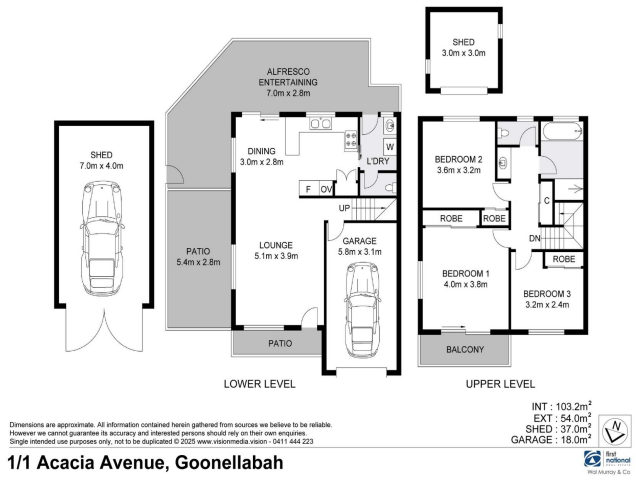 SHED
3.0m x 3.0m
ALFRESCO
ENTERTAINING
7.0m x 2.8m
SHED
7.0m x 4.0m
DINING
3.0m x 2.8m
W
L'DRY
F
OV
UP
PATIO
5.4m x 2.8m
LOUNGE
5.1m x 3.9m
GARAGE
5.8m x 3.1m
PATIO
BEDROOM 2
3.6m x 3.2m
C
ROBE
ROBE
DN
ROBE
BEDROOM 1
4.0m x 3.8m
BEDROOM 3
3.2m x 2.4m
BALCONY
LOWER LEVEL
UPPER LEVEL
INT : 103.2m²
EXT : 54.0m²
SHED : 37.0m²
GARAGE : 18.0m²
N
Dimensions are approximate. All information contained herein gathered from sources we believe to be reliable.
However we cannot guarantee its accuracy and interested persons should rely on their own enquiries.
Single intended use purposes only, not to be duplicated © 2025 www.visionmedia.vision - 0411 444 223
1/1 Acacia Avenue, Goonellabah
first
national
REAL ESTATE
Wal Murray & Co